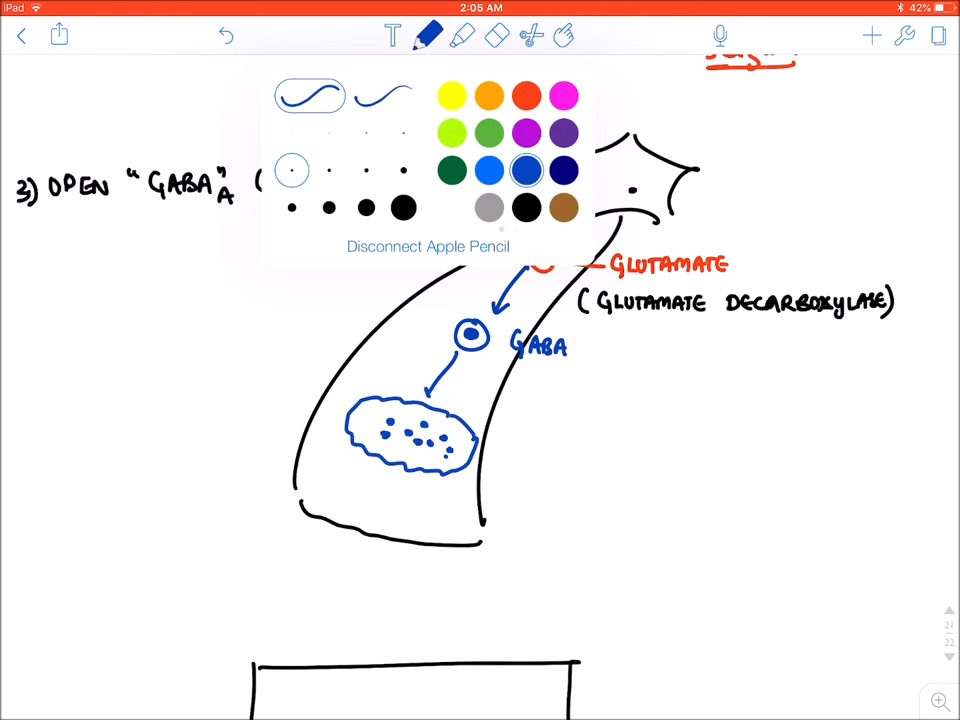 iPad 2:05 AM 42%
T
3) OPEN "GABA"A (
Disconnect Apple Pencil
GLUTAMATE
(GLUTAMATE DECARBOXYLASE)
GABA
21
22